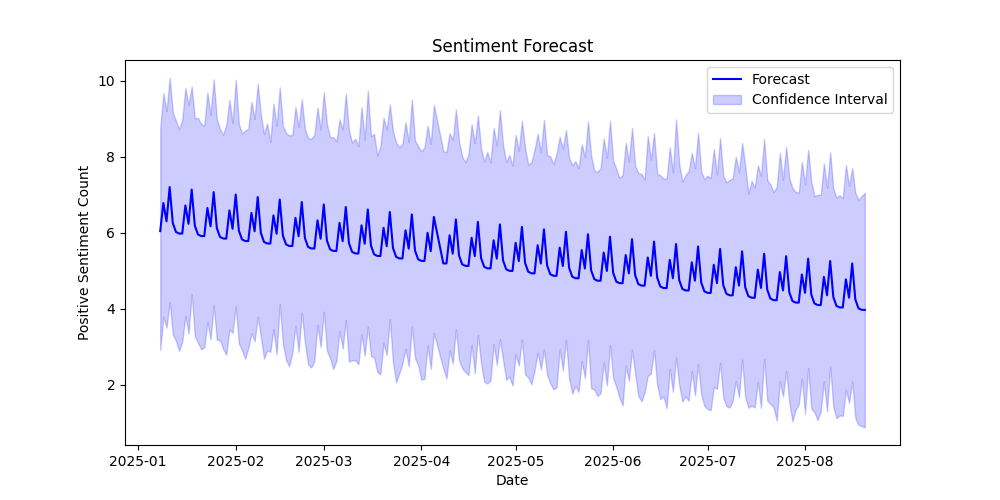 Sentiment Forecast
Forecast
Confidence Interval
Positive Sentiment Count
10
8
6
4
2
2025-01
2025-02
2025-03
2025-04
2025-05
2025-06
2025-07
2025-08
Date